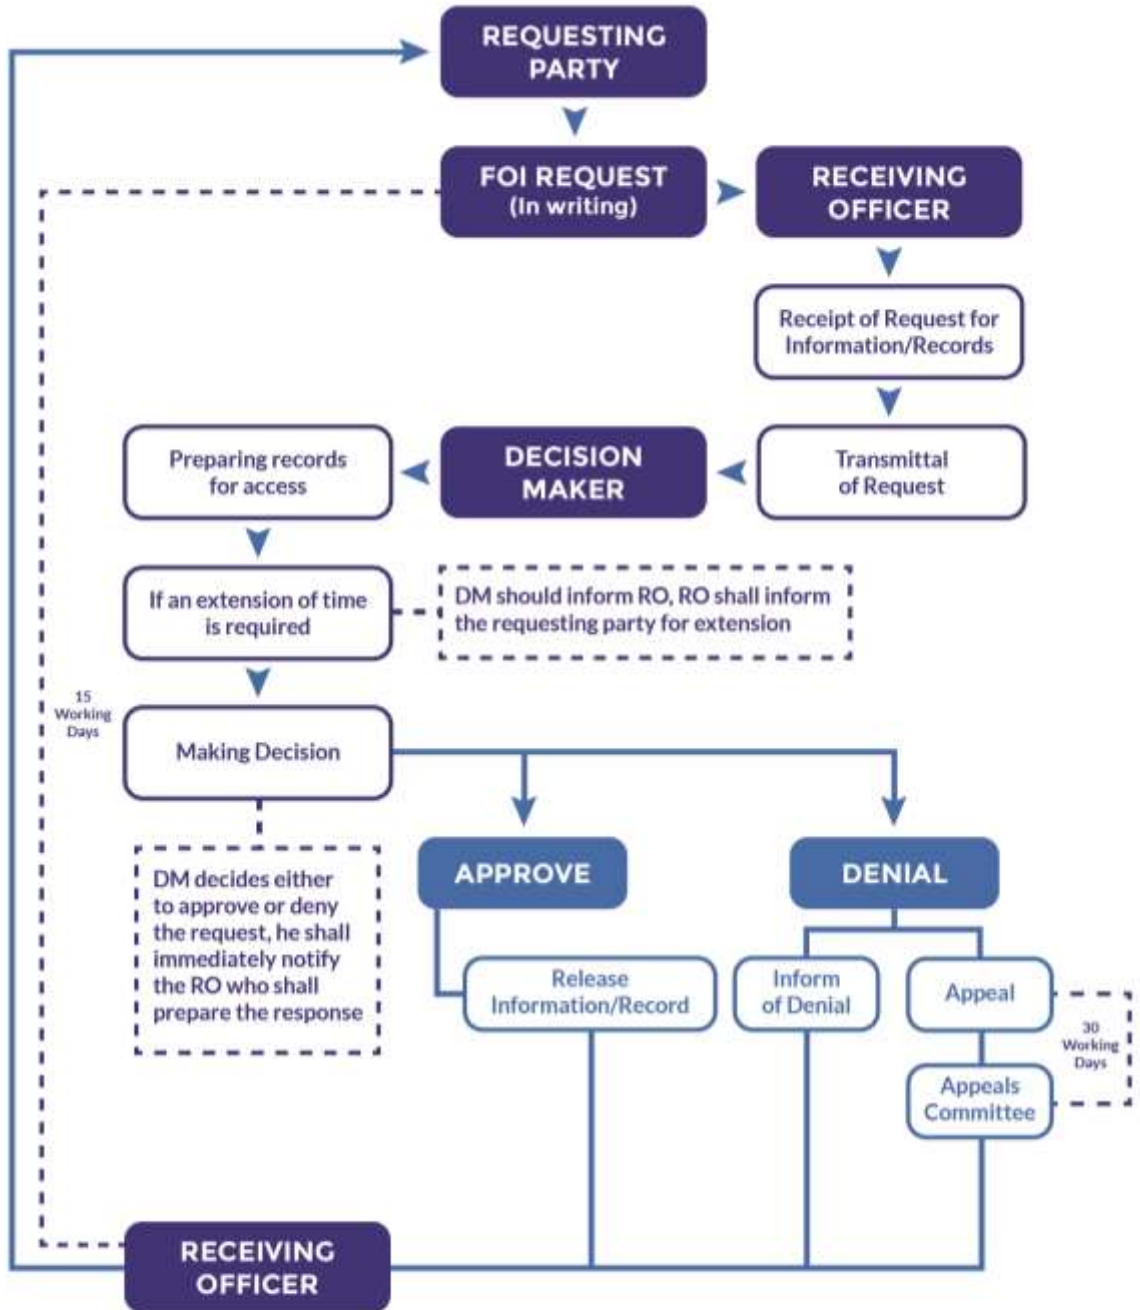 REQUESTING
PARTY
FOI REQUEST
(In writing)
RECEIVING
OFFICER
Receipt of Request for
Information/Records
Transmittal
of Request
DECISION
MAKER
Preparing records
for access
If an extension of time
is required
DM should inform RO, RO shall inform
the requesting party for extension
15
Working
Days
Making Decision
DM decides either
to approve or deny
the request, he shall
immediately notify
the RO who shall
prepare the response
APPROVE
DENIAL
Release
Information/Record
Inform
of Denial
Appeal
30
Working
Days
Appeals
Committee
RECEIVING
OFFICER